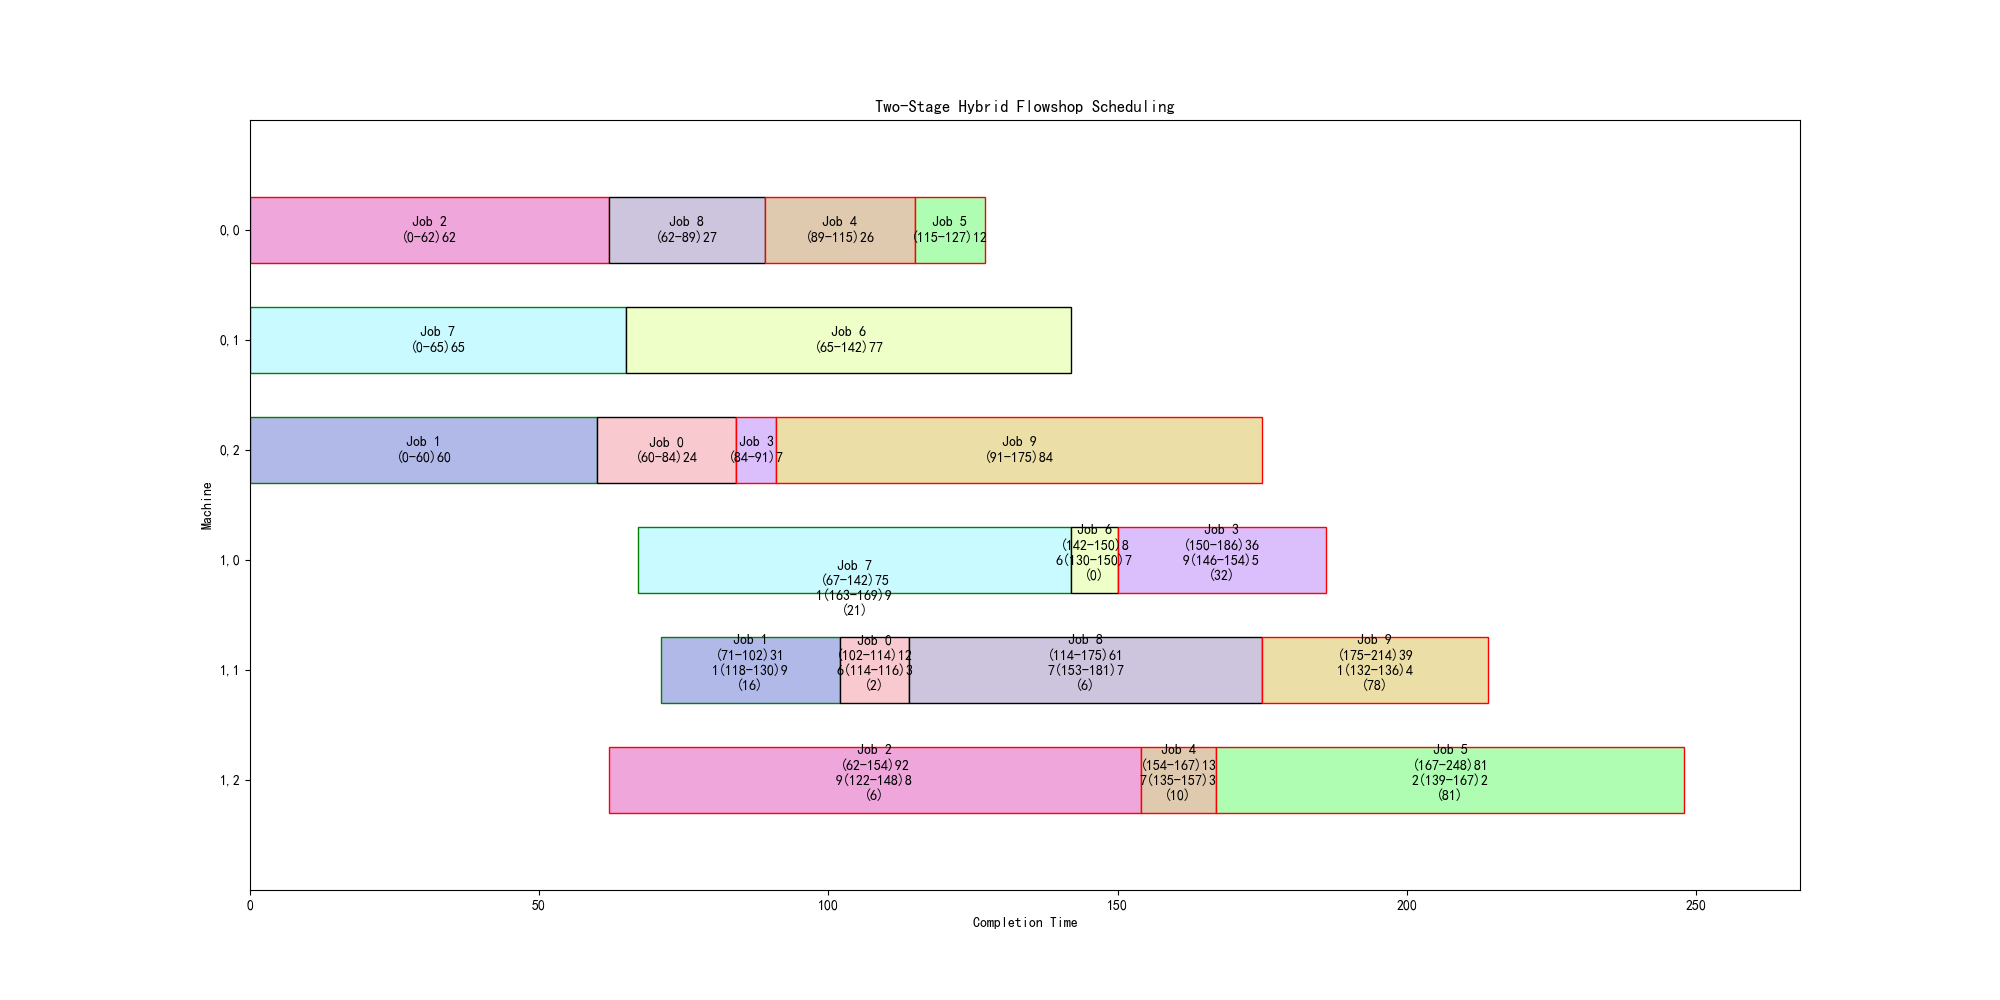 Two-Stage Hybrid Flowshop Scheduling
0,0
Job 2
(0-62)62
Job 8
(62-89)27
Job 4
(89-115)26
Job 5
(115-127)12
0,1
Job 7
(0-65)65
Job 6
(65-142)77
0,2
Job 1
(0-60)60
Job 0
(60-84)24
Job 3
(84-91)7
Job 9
(91-175)84
Machine
1,0
Job 7
(67-142)75
1(163-169)9
(21)
Job 6
(142-150)8
6(130-150)7
(0)
Job 3
(150-186)36
9(146-154)5
(32)
1,1
Job 1
(71-102)31
1(118-130)9
(16)
Job 0
(102-114)12
6(114-116)3
(2)
Job 8
(114-175)61
7(153-181)7
(6)
Job 9
(175-214)39
1(132-136)4
(78)
1,2
Job 2
(62-154)92
9(122-148)8
(6)
Job 4
(154-167)13
7(135-157)3
(10)
Job 5
(167-248)81
2(139-167)2
(81)
0
50
100
150
200
250
Completion Time